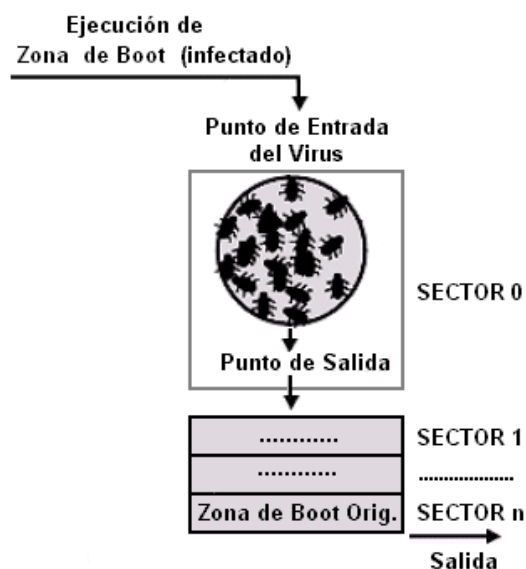 Ejecución de
Zona de Boot (infectado)
Punto de Entrada
del Virus
SECTOR 0
Punto de Salida
............ SECTOR 1
............ ...................
Zona de Boot Orig. SECTOR n
Salida